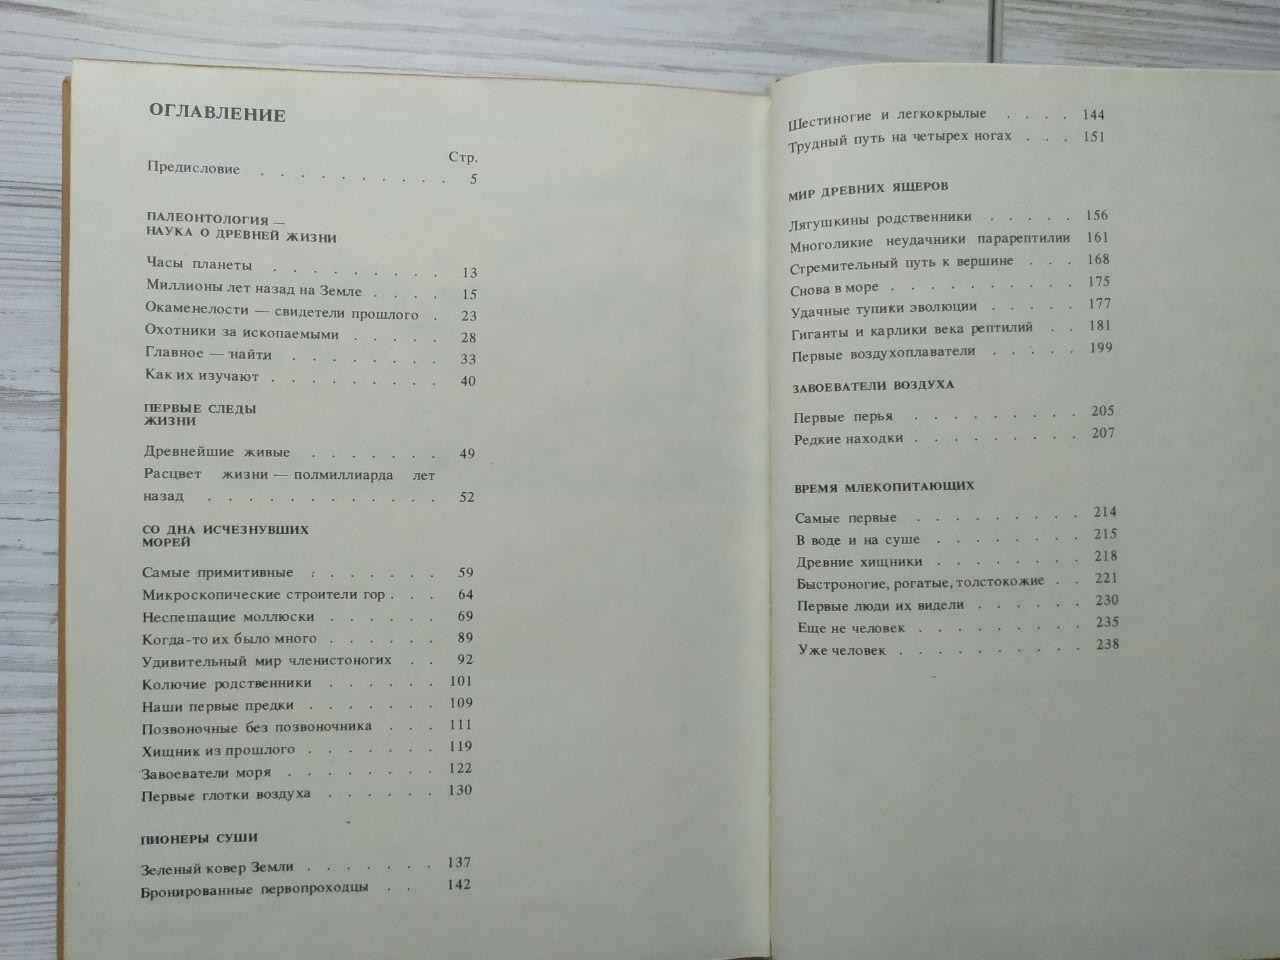 ОГЛАВЛЕНИЕ
Стр.
Предисловие . . . . . . . . . . 5
ПАЛЕОНТОЛОГИЯ —
НАУКА О ДРЕВНЕЙ ЖИЗНИ
Часы планеты . . . . . . . . . 13
Миллионы лет назад на Земле . . . . 15
Окаменелости — свидетели прошлого . 23
Охотники за ископаемыми . . . . . 28
Главное — найти . . . . . . . . 33
Как их изучают . . . . . . . . . 40
ПЕРВЫЕ СЛЕДЫ
ЖИЗНИ
Древнейшие живые . . . . . . . 49
Расцвет жизни — полмиллиарда лет
назад . . . . . . . . . . . . 52
СО ДНА ИСЧЕЗНУВШИХ
МОРЕЙ
Самые примитивные . . . . . . . 59
Микроскопические строители гор . . . 64
Неспешащие моллюски . . . . . . 69
Когда-то их было много . . . . . . 89
Удивительный мир членистоногих . . 92
Колючие родственники . . . . . . 101
Наши первые предки . . . . . . . 109
Позвоночные без позвоночника . . . 111
Хищник из прошлого . . . . . . . 119
Завоеватели моря . . . . . . . . 122
Первые глотки воздуха . . . . . . 130
ПИОНЕРЫ СУШИ
Зеленый ковер Земли . . . . . . . 137
Бронированные первопроходцы . . 142
Шестиногие и легкокрылые . . . . 144
Трудный путь на четырех ногах . . . 151
МИР ДРЕВНИХ ЯЩЕРОВ
Лягушкины родственники . . . . . 156
Многоликие неудачники парарептилии 161
Стремительный путь к вершине . . . 168
Снова в море . . . . . . . . . . 175
Удачные тупики эволюции . . . . . 177
Гиганты и карлики века рептилий . . 181
Первые воздухоплаватели . . . . . 199
ЗАВОЕВАТЕЛИ ВОЗДУХА
Первые перья . . . . . . . . . 205
Редкие находки . . . . . . . . . 207
ВРЕМЯ МЛЕКОПИТАЮЩИХ
Самые первые . . . . . . . . . 214
В воде и на суше . . . . . . . . 215
Древние хищники . . . . . . . . 218
Быстроногие, рогатые, толстокожие . . 221
Первые люди их видели . . . . . . 230
Еще не человек . . . . . . . . . 235
Уже человек . . . . . . . . . . 238